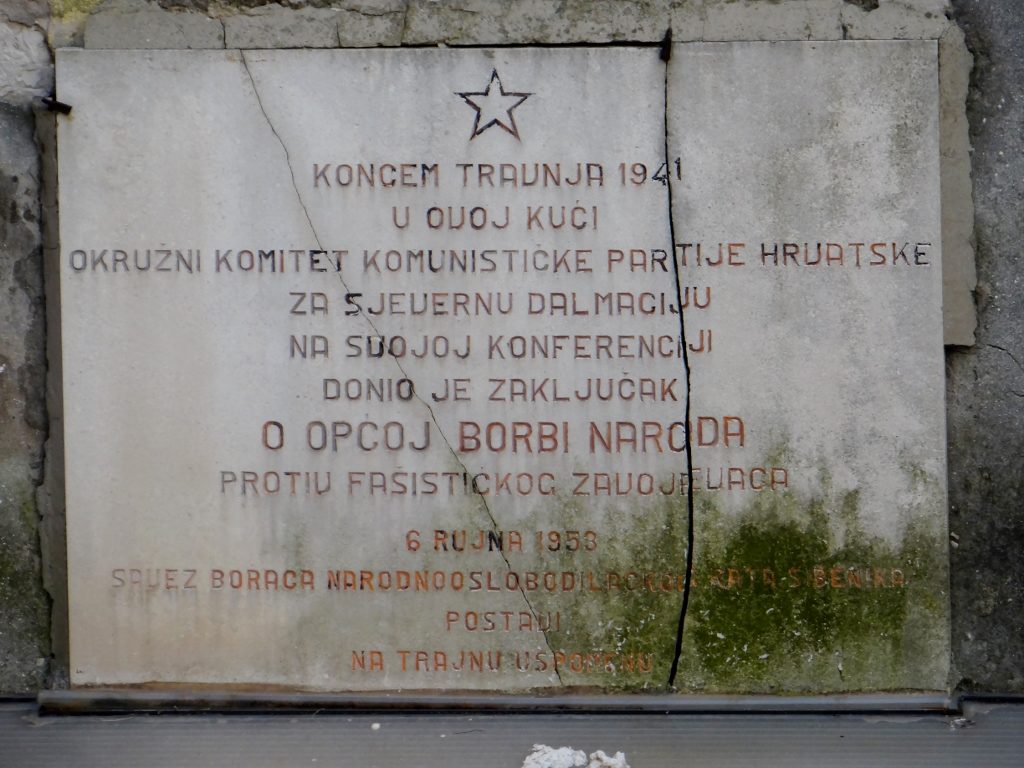 KONCEM TRAVNJA 1941
U OVOJ KUĆI
OKRUŽNI KOMITET KOMUNISTIČKE PARTIJE HRVATSKE
ZA SJEVERNU DALMACIJU
NA SVOJOJ KONFERENCIJI
DONIO JE ZAKLJUČAK
O OPĆOJ BORBI NARODA
PROTIV FAŠISTIČKOG ZAVOJEVAČA
6 RUJNA 1953
SAVEZ BORACA NARODNOOSLOBODILAČKOG RATA ŠIBENIKA
POSTAVI
NA TRAJNU USPOMENU